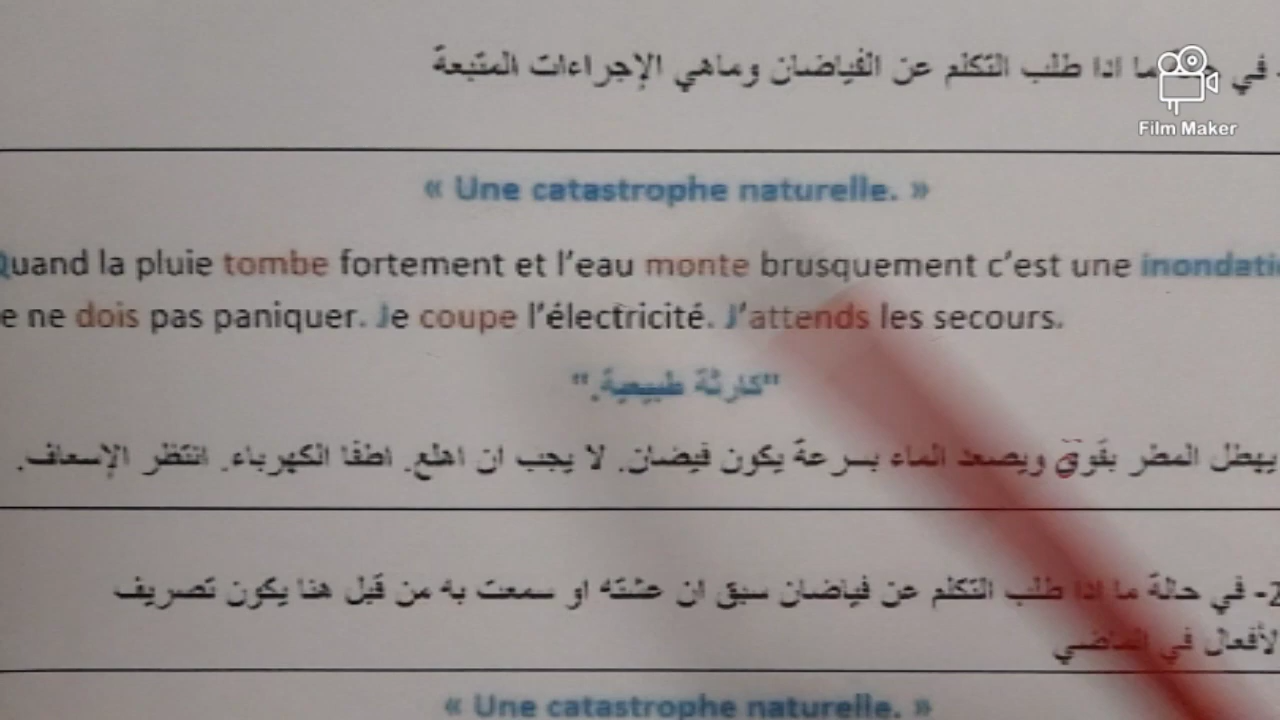 - في حالة ما اذا طلب التكلم عن الفياضان وماهي الإجراءات المتبعة
Film Maker
« Une catastrophe naturelle. »
Quand la pluie tombe fortement et l'eau monte brusquement c'est une inondati
e ne dois pas paniquer. Je coupe l'électricité. J'attends les secours.
"كارثة طبيعية."
يهطل المطر بقوة ويصعد الماء بسرعة يكون فيضان. لا يجب ان اهلع. اطفا الكهرباء. انتظر الإسعاف.
2- في حالة ما اذا طلب التكلم عن فياضان سبق ان عشته او سمعت به من قبل هنا يكون تصريف
لأفعال في الماضي
« Une catastrophe naturelle. »